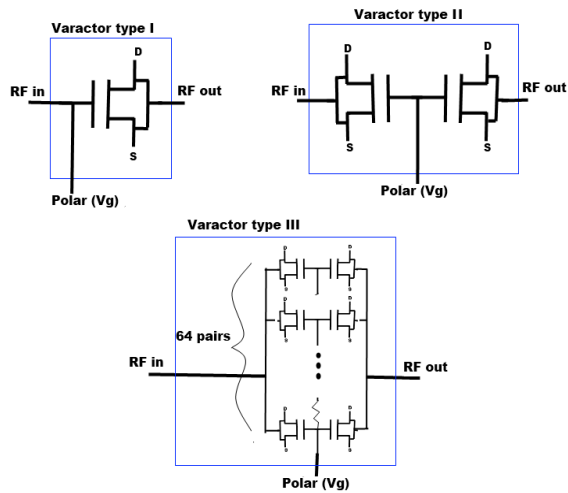 Varactor type I
D
RF in
RF out
S
Polar (Vg)
Varactor type II
D
D
RF in
RF out
S
S
Polar (Vg)
Varactor type III
D
D
D
D
64 pairs
RF in
RF out
D
D
Polar (Vg)